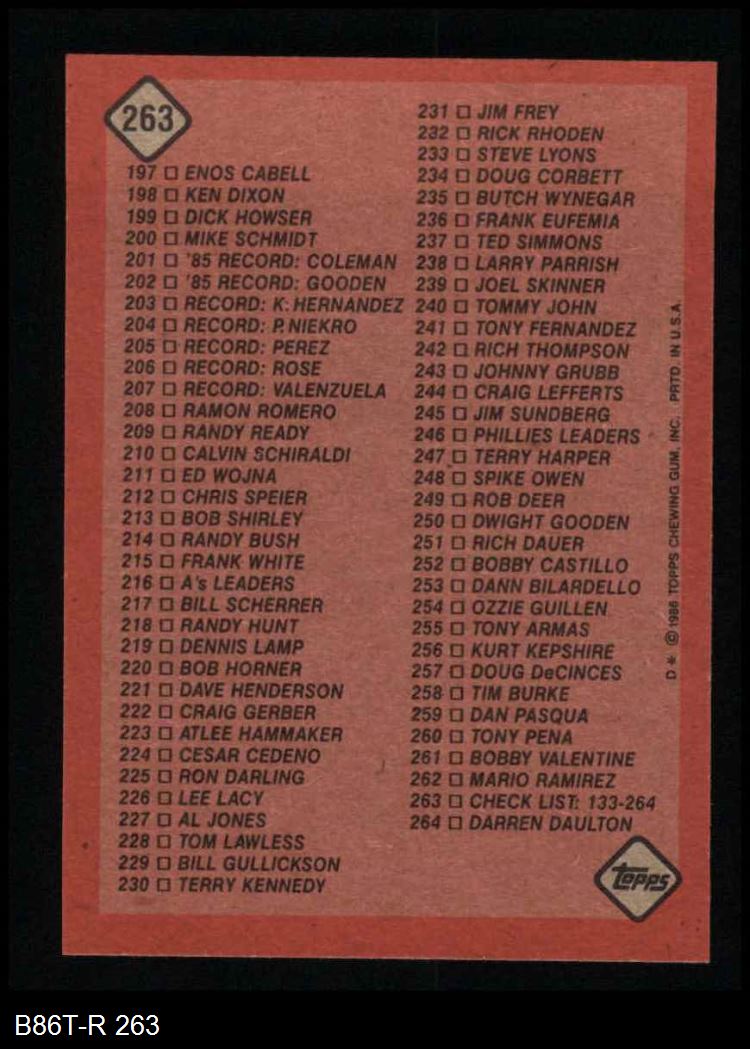 263
197 ☐ ENOS CABELL
198 ☐ KEN DIXON
199 ☐ DICK HOWSER
200 ☐ MIKE SCHMIDT
201 ☐ '85 RECORD: COLEMAN
202 ☐ '85 RECORD: GOODEN
203 ☐ RECORD: K. HERNANDEZ
204 ☐ RECORD: P. NIEKRO
205 ☐ RECORD: PEREZ
206 ☐ RECORD: ROSE
207 ☐ RECORD: VALENZUELA
208 ☐ RAMON ROMERO
209 ☐ RANDY READY
210 ☐ CALVIN SCHIRALDI
211 ☐ ED WOJNA
212 ☐ CHRIS SPEIER
213 ☐ BOB SHIRLEY
214 ☐ RANDY BUSH
215 ☐ FRANK WHITE
216 ☐ A's LEADERS
217 ☐ BILL SCHERRER
218 ☐ RANDY HUNT
219 ☐ DENNIS LAMP
220 ☐ BOB HORNER
221 ☐ DAVE HENDERSON
222 ☐ CRAIG GERBER
223 ☐ ATLEE HAMMAKER
224 ☐ CESAR CEDENO
225 ☐ RON DARLING
226 ☐ LEE LACY
227 ☐ AL JONES
228 ☐ TOM LAWLESS
229 ☐ BILL GULLICKSON
230 ☐ TERRY KENNEDY
231 ☐ JIM FREY
232 ☐ RICK RHODEN
233 ☐ STEVE LYONS
234 ☐ DOUG CORBETT
235 ☐ BUTCH WYNEGAR
236 ☐ FRANK EUFEMIA
237 ☐ TED SIMMONS
238 ☐ LARRY PARRISH
239 ☐ JOEL SKINNER
240 ☐ TOMMY JOHN
241 ☐ TONY FERNANDEZ
242 ☐ RICH THOMPSON
243 ☐ JOHNNY GRUBB
244 ☐ CRAIG LEFFERTS
245 ☐ JIM SUNDBERG
246 ☐ PHILLIES LEADERS
247 ☐ TERRY HARPER
248 ☐ SPIKE OWEN
249 ☐ ROB DEER
250 ☐ DWIGHT GOODEN
251 ☐ RICH DAUER
252 ☐ BOBBY CASTILLO
253 ☐ DANN BILARDELLO
254 ☐ OZZIE GUILLEN
255 ☐ TONY ARMAS
256 ☐ KURT KEPSHIRE
257 ☐ DOUG DeCINCES
258 ☐ TIM BURKE
259 ☐ DAN PASQUA
260 ☐ TONY PENA
261 ☐ BOBBY VALENTINE
262 ☐ MARIO RAMIREZ
263 ☐ CHECK LIST: 133-264
264 ☐ DARREN DAULTON
D* © 1986 TOPPS CHEWING GUM, INC. PRTD. IN U.S.A.
topps
B86T-R 263